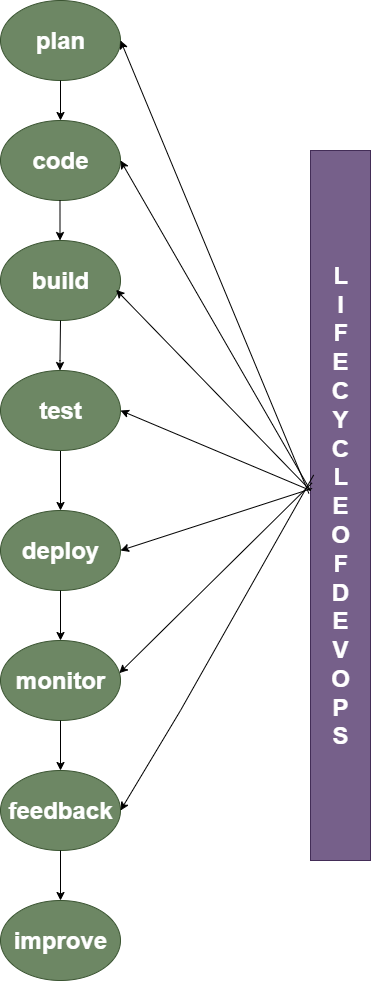 plan
code
build
test
deploy
monitor
feedback
improve
L
I
F
E
C
Y
C
L
E
O
F
D
E
V
O
P
S